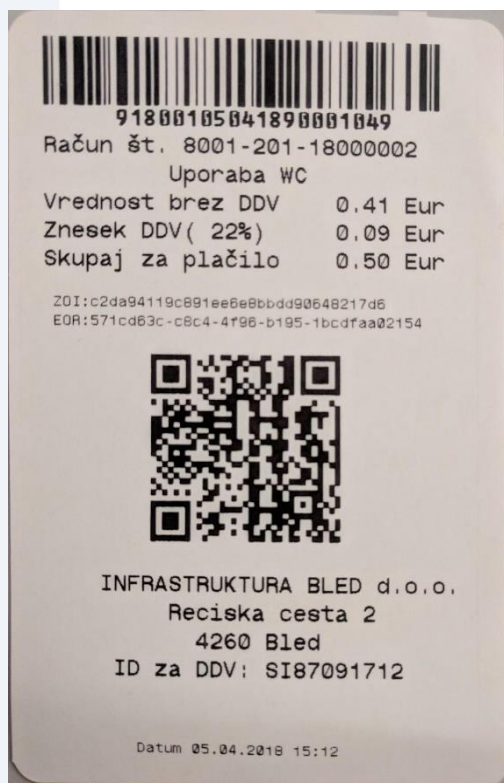 91800105041890001049
Račun št. 8001-201-18000002
Uporaba WC
Vrednost brez DDV 0.41 Eur
Znesek DDV( 22%) 0.09 Eur
Skupaj za plačilo 0.50 Eur
ZOI:c2da94119c891ee6e8bbdd90648217d6
EOR:571cd63c-c8c4-4f96-b195-1bcdfaa02154
INFRASTRUKTURA BLED d.o.o.
Reciska cesta 2
4260 Bled
ID za DDV: SI87091712
Datum 05.04.2018 15:12